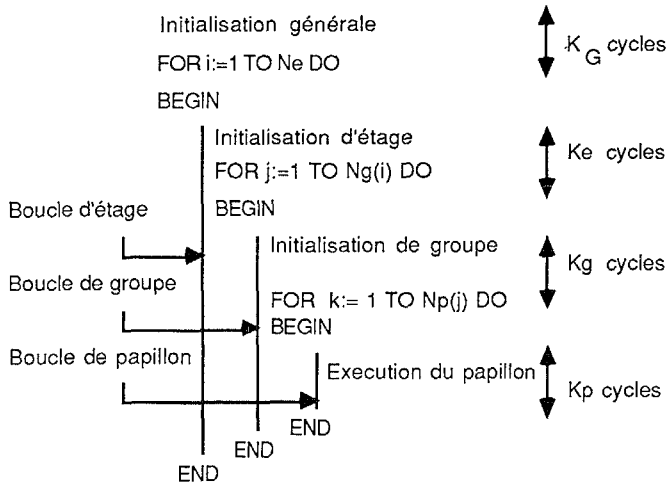 Initialisation générale
FOR i:=1 TO Ne DO
K G cycles
BEGIN
Initialisation d'étage
FOR j:=1 TO Ng(i) DO
Ke cycles
Boucle d'étage
BEGIN
Initialisation de groupe
Kg cycles
Boucle de groupe
FOR k:= 1 TO Np(j) DO
BEGIN
Boucle de papillon
Execution du papillon
Kp cycles
END
END
END